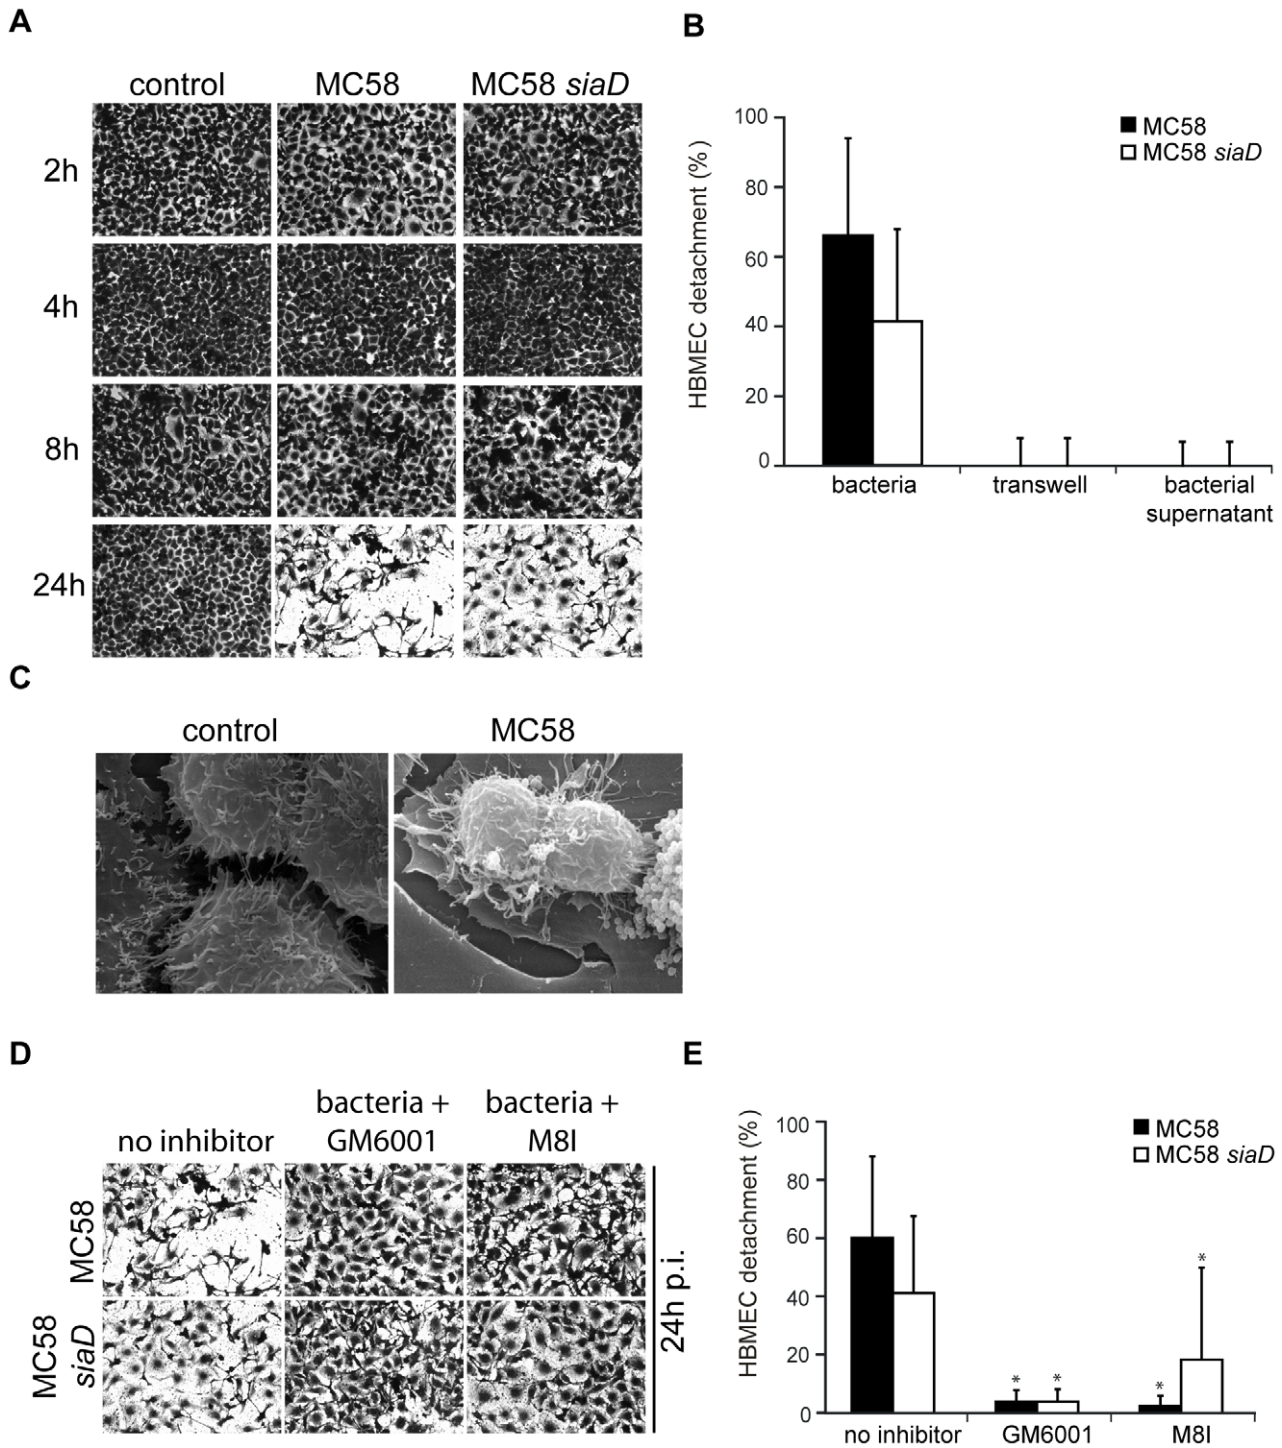 A
control MC58 MC58 siaD
2h
4h
8h
24h
B
100
80
60
40
20
0
HBMEC detachment (%)
MC58
MC58 siaD
bacteria transwell bacterial
supernatant
C
control MC58
D
bacteria + bacteria +
no inhibitor GM6001 M8I
MC58
MC58
siaD
24h p.i.
E
100
80
60
40
20
0
HBMEC detachment (%)
MC58
MC58 siaD
* * * *
no inhibitor GM6001 M8I